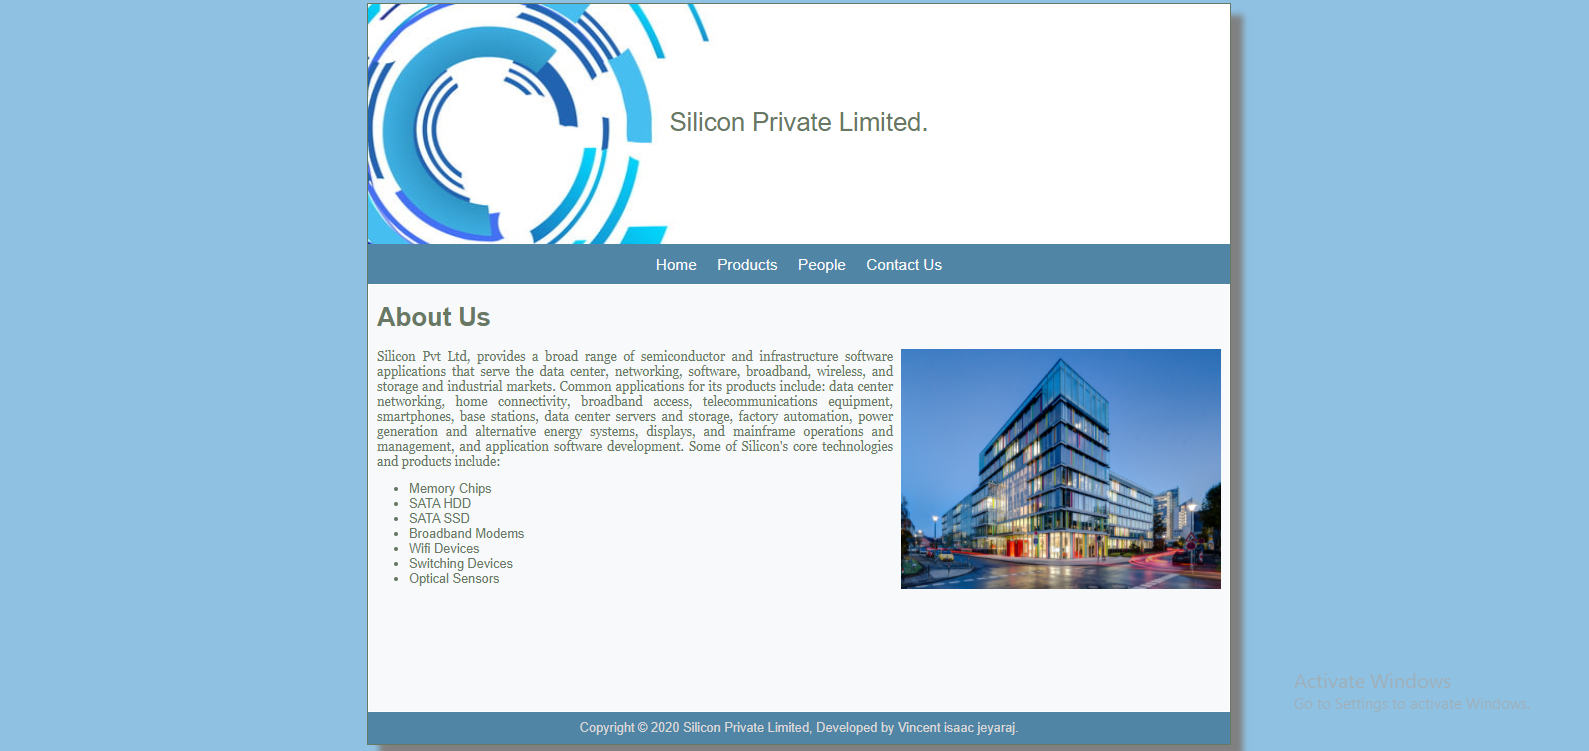 Silicon Private Limited.
Home Products People Contact Us
About Us
Silicon Pvt Ltd, provides a broad range of semiconductor and infrastructure software
applications that serve the data center, networking, software, broadband, wireless, and
storage and industrial markets. Common applications for its products include: data center
networking, home connectivity, broadband access, telecommunications equipment,
smartphones, base stations, data center servers and storage, factory automation, power
generation and alternative energy systems, displays, and mainframe operations and
management, and application software development. Some of Silicon's core technologies
and products include:
• Memory Chips
• SATA HDD
• SATA SSD
• Broadband Modems
• Wifi Devices
• Switching Devices
• Optical Sensors
Activate Windows
Go to Settings to activate Windows.
Copyright © 2020 Silicon Private Limited, Developed by Vincent isaac jeyaraj.